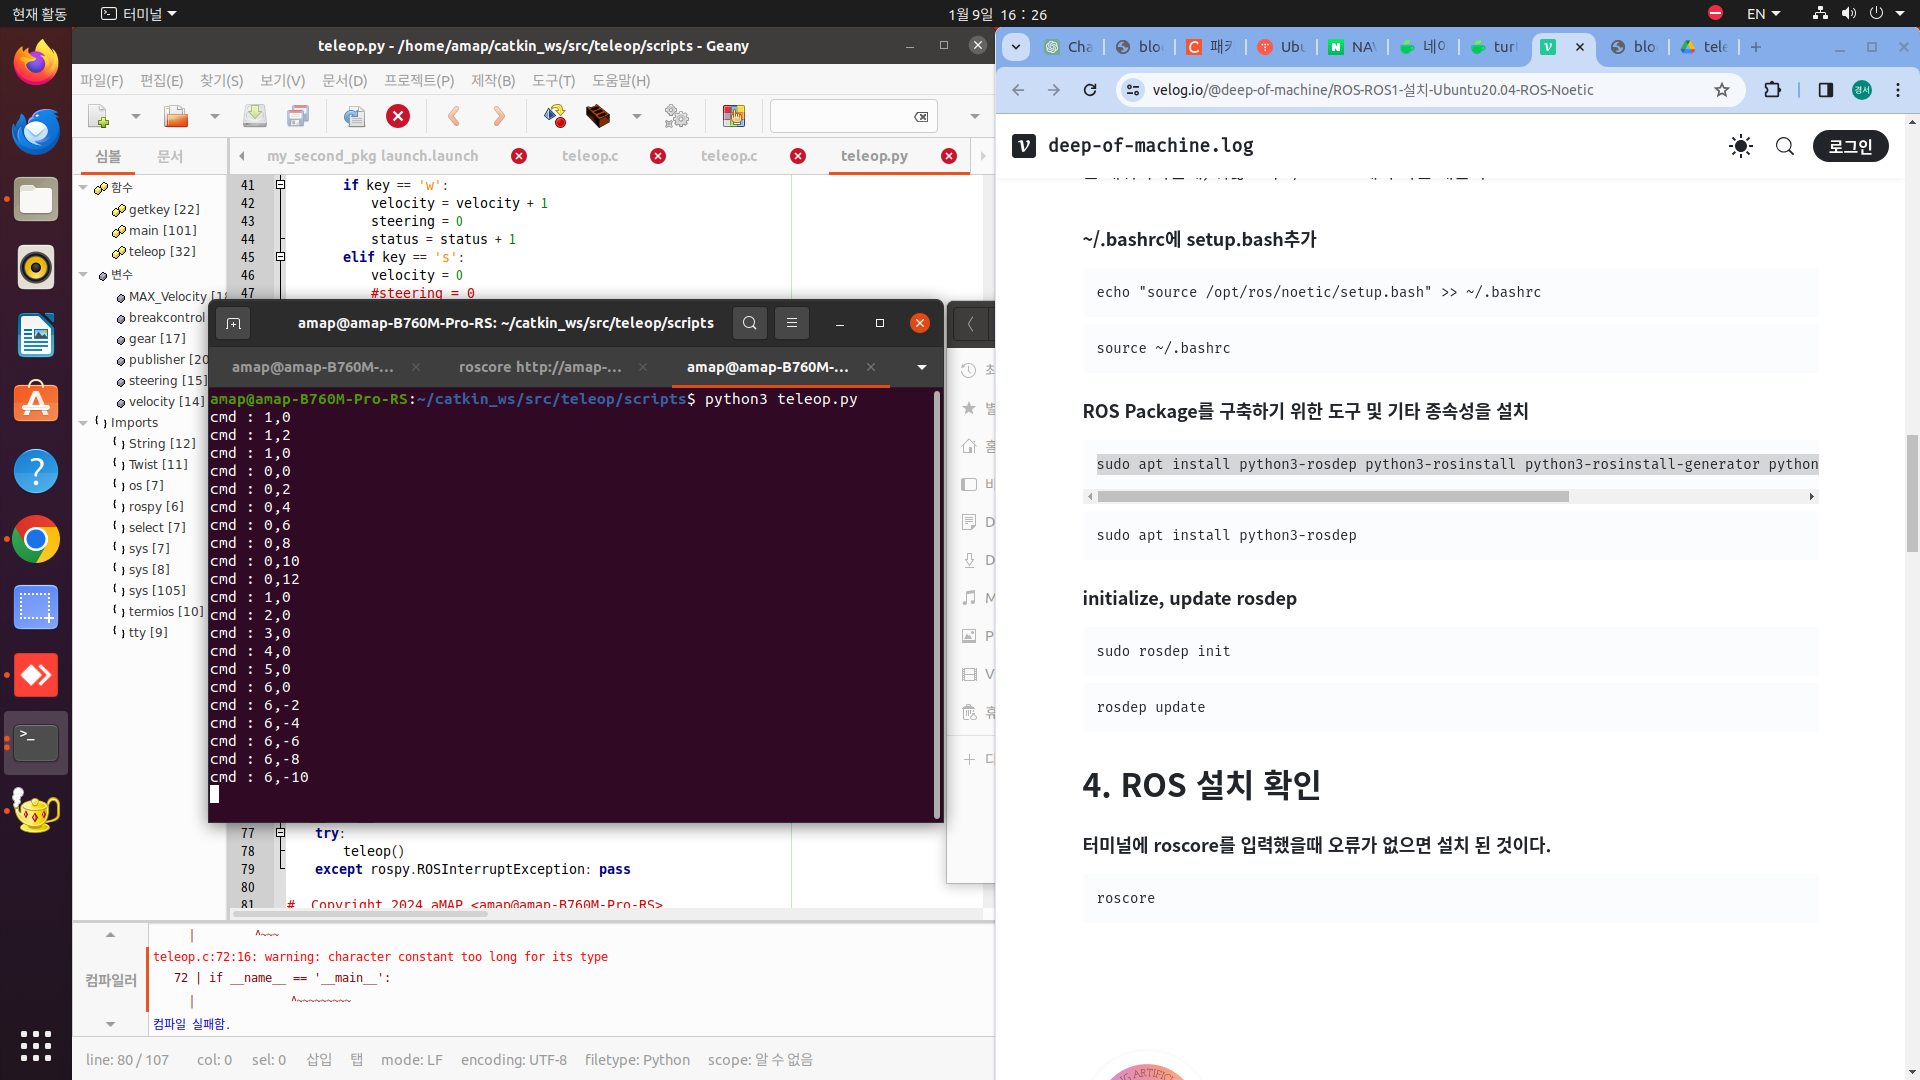 현재 활동
터미널
1월 9일 16 : 26
EN
teleop.py - /home/amap/catkin_ws/src/teleop/scripts - Geany
파일(F) 편집(E) 찾기(S) 보기(V) 문서(D) 프로젝트(P) 제작(B) 도구(T) 도움말(H)
심볼 문서
my_second_pkg launch.launch teleop.c teleop.c teleop.py
함수
getkey [22]
main [101]
teleop [32]
변수
MAX_Velocity
breakcontrol
gear [17]
publisher [20
steering [15]
velocity [14]
Imports
String [12]
Twist [11]
os [7]
rospy [6]
select [7]
sys [7]
sys [8]
sys [105]
termios [10]
tty [9]
41 if key == 'w':
42 velocity = velocity + 1
43 steering = 0
44 status = status + 1
45 elif key == 's':
46 velocity = 0
47 #steering = 0
amap@amap-B760M-Pro-RS: ~/catkin_ws/src/teleop/scripts
amap@amap-B760M-... roscore http://amap-... amap@amap-B760M-...
amap@amap-B760M-Pro-RS:~/catkin_ws/src/teleop/scripts$ python3 teleop.py
cmd : 1,0
cmd : 1,2
cmd : 1,0
cmd : 0,0
cmd : 0,2
cmd : 0,4
cmd : 0,6
cmd : 0,8
cmd : 0,10
cmd : 0,12
cmd : 1,0
cmd : 2,0
cmd : 3,0
cmd : 4,0
cmd : 5,0
cmd : 6,0
cmd : 6,-2
cmd : 6,-4
cmd : 6,-6
cmd : 6,-8
cmd : 6,-10
77 try:
78 teleop()
79 except rospy.ROSInterruptException: pass
80
81 # Copyright 2024 aMAP <amap@amap-B760M-Pro-RS>
컴파일러
| ^~~~
teleop.c:72:16: warning: character constant too long for its type
72 | if __name__ == '__main__':
| ^~~~~~~~~~
컴파일 실패함.
line: 80 / 107 col: 0 sel: 0 삽입 탭 mode: LF encoding: UTF-8 filetype: Python scope: 알 수 없음
D
D
M
P
V
Cha blo 패키 Ubu NAV 네이 turt blo tele
velog.io/@deep-of-machine/ROS-ROS1-설치-Ubuntu20.04-ROS-Noetic
경서
deep-of-machine.log
로그인
~/.bashrc에 setup.bash추가
echo "source /opt/ros/noetic/setup.bash" >> ~/.bashrc
source ~/.bashrc
ROS Package를 구축하기 위한 도구 및 기타 종속성을 설치
sudo apt install python3-rosdep python3-rosinstall python3-rosinstall-generator python
sudo apt install python3-rosdep
initialize, update rosdep
sudo rosdep init
rosdep update
4. ROS 설치 확인
터미널에 roscore를 입력했을때 오류가 없으면 설치 된 것이다.
roscore